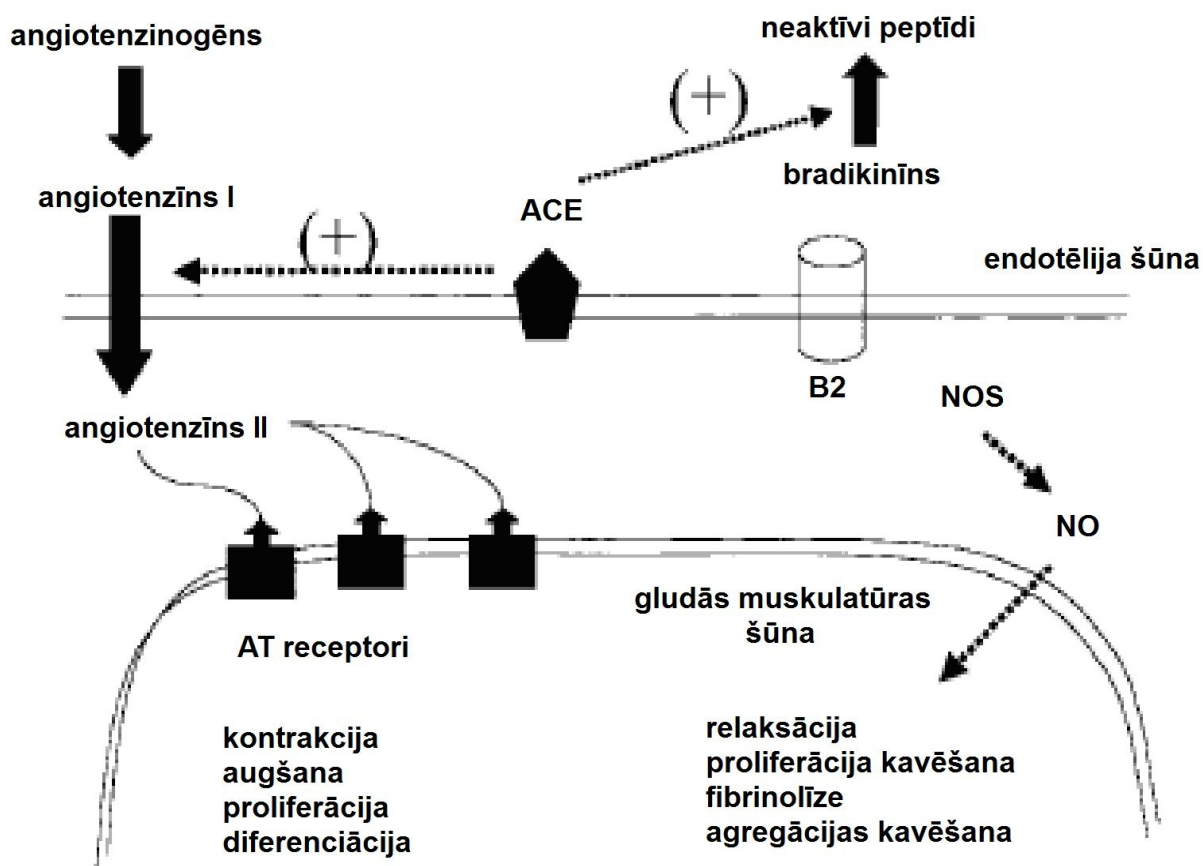 angiotenzinogēns
neaktīvi peptīdi
(+)
angiotenzīns I
ACE
bradikinīns
(+)
endotēlija šūna
B2
NOS
angiotenzīns II
NO
gludās muskulatūras
šūna
AT receptori
kontrakcija
augšana
proliferācija
diferenciācija
relaksācija
proliferācija kavēšana
fibrinolīze
agregācijas kavēšana